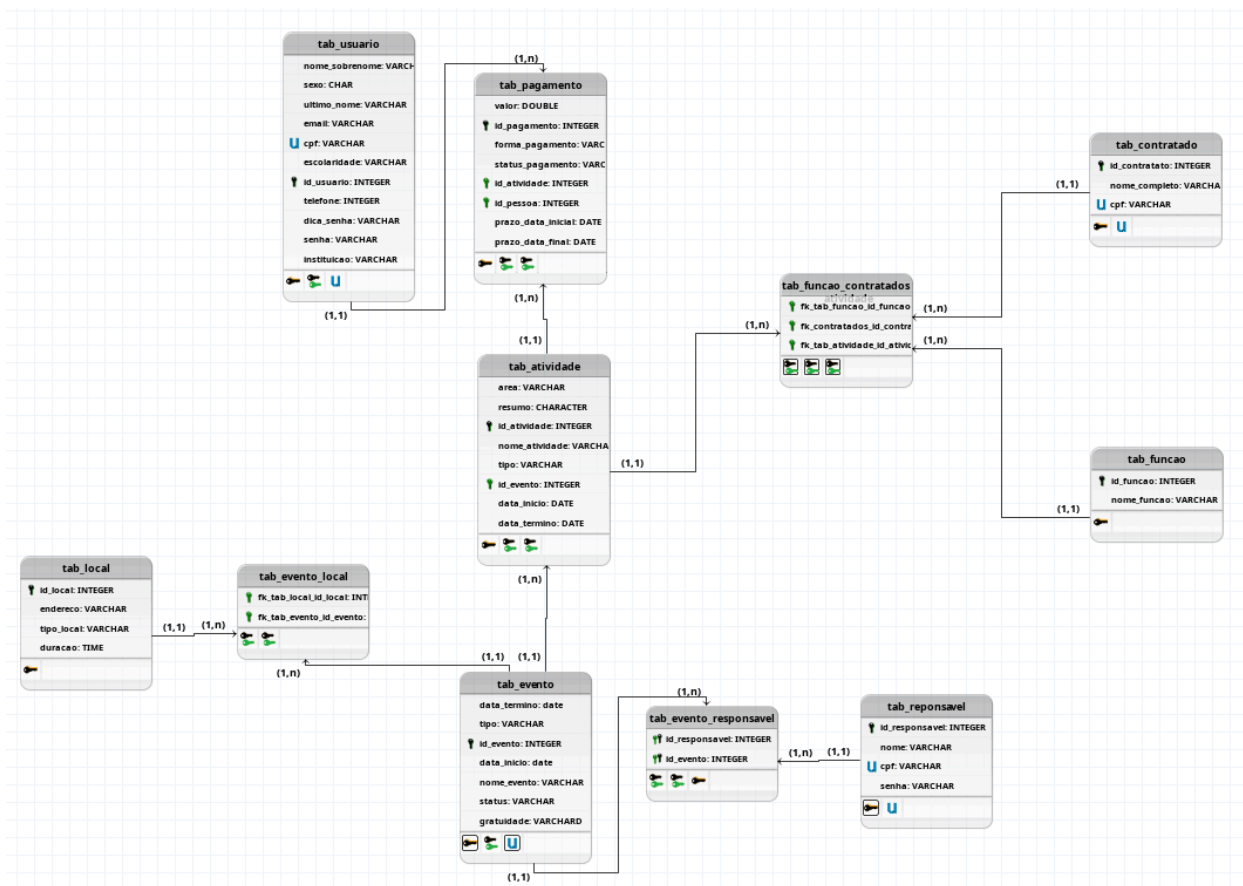 tab_usuario
nome_sobrenome: VARCH
sexo: CHAR
ultimo_nome: VARCHAR
email: VARCHAR
U cpf: VARCHAR
escolaridade: VARCHAR
id_usuario: INTEGER
telefone: INTEGER
dica_senha: VARCHAR
senha: VARCHAR
instituicao: VARCHAR
U
(1,1)
(1,n)
tab_pagamento
valor: DOUBLE
id_pagamento: INTEGER
forma_pagamento: VARC
status_pagamento: VARC
id_atividade: INTEGER
id_pessoa: INTEGER
prazo_data_inicial: DATE
prazo_data_final: DATE
(1,n)
(1,1)
tab_contratado
id_contratato: INTEGER
nome_completo: VARCHA
U cpf: VARCHAR
U
(1,1)
tab_funcao_contratados
atividade
fk_tab_funcao_id_funcao
fk_contratados_id_contra
fk_tab_atividade_id_ativic
(1,n)
(1,n)
(1,n)
tab_atividade
area: VARCHAR
resumo: CHARACTER
id_atividade: INTEGER
nome_atividade: VARCHA
tipo: VARCHAR
id_evento: INTEGER
data_inicio: DATE
data_termino: DATE
(1,1)
(1,n)
tab_funcao
id_funcao: INTEGER
nome_funcao: VARCHAR
(1,1)
tab_local
id_local: INTEGER
endereco: VARCHAR
tipo_local: VARCHAR
duracao: TIME
(1,1)
(1,n)
tab_evento_local
fk_tab_local_id_local: INTI
fk_tab_evento_id_evento:
(1,n)
(1,1)
(1,1)
tab_evento
data_termino: date
tipo: VARCHAR
id_evento: INTEGER
data_inicio: date
nome_evento: VARCHAR
status: VARCHAR
gratuidade: VARCHARD
U
(1,1)
(1,n)
tab_evento_responsavel
id_responsavel: INTEGER
id_evento: INTEGER
(1,n)
(1,1)
tab_reponsavel
id_responsavel: INTEGER
nome: VARCHAR
U cpf: VARCHAR
senha: VARCHAR
U